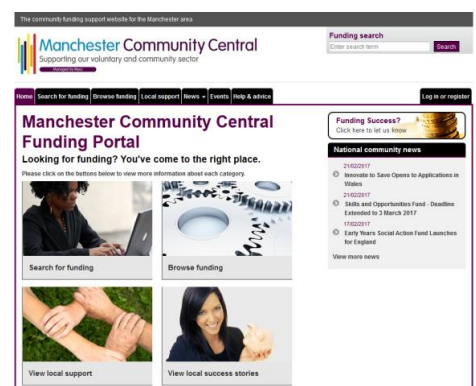 The community funding support website for the Manchester area
Manchester Community Central
Supporting our voluntary and community sector
Managed by Macc
Funding search
Enter search term
Search
Home
Search for funding
Browse funding
Local support
News
Events
Help & advice
Log in or register
Manchester Community Central
Funding Portal
Looking for funding? You've come to the right place.
Please click on the buttons below to view more information about each category.
Search for funding
Browse funding
View local support
View local success stories
Funding Success?
Click here to let us know
National community news
21/02/2017
Innovate to Save Opens to Applications in
Wales
21/02/2017
Skills and Opportunities Fund - Deadline
Extended to 3 March 2017
17/02/2017
Early Years Social Action Fund Launches
for England
View more news